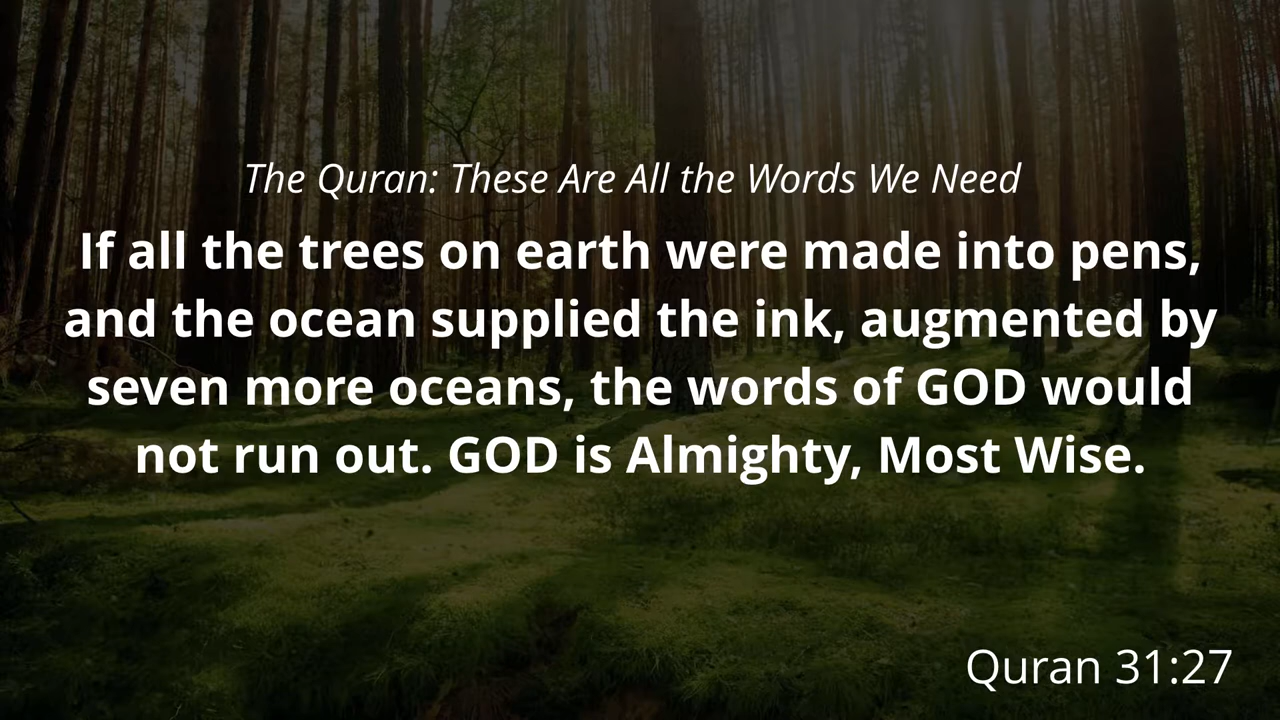 The Quran: These Are All the Words We Need
If all the trees on earth were made into pens,
and the ocean supplied the ink, augmented by
seven more oceans, the words of GOD would
not run out. GOD is Almighty, Most Wise.
Quran 31:27